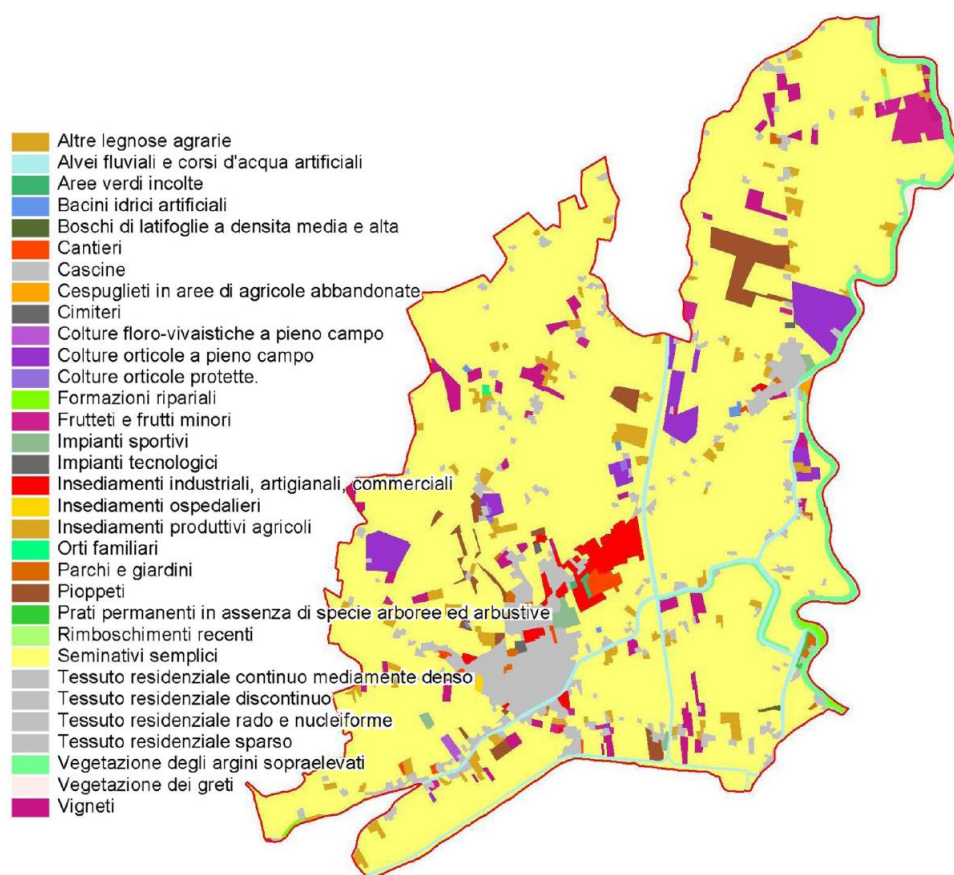 Altre legnose agrarie
Alvei fluviali e corsi d'acqua artificiali
Aree verdi incolte
Bacini idrici artificiali
Boschi di latifoglie a densita media e alta
Cantieri
Cascine
Cespuglieti in aree di agricole abbandonate
Cimiteri
Colture floro-vivaistiche a pieno campo
Colture orticole a pieno campo
Colture orticole protette.
Formazioni ripariali
Frutteti e frutti minori
Impianti sportivi
Impianti tecnologici
Insediamenti industriali, artigianali, commerciali
Insediamenti ospedalieri
Insediamenti produttivi agricoli
Orti familiari
Parchi e giardini
Pioppeti
Prati permanenti in assenza di specie arboree ed arbustive
Rimboschimenti recenti
Seminativi semplici
Tessuto residenziale continuo mediamente denso
Tessuto residenziale discontinuo
Tessuto residenziale rado e nucleiforme
Tessuto residenziale sparso
Vegetazione degli argini sopraelevati
Vegetazione dei greti
Vigneti